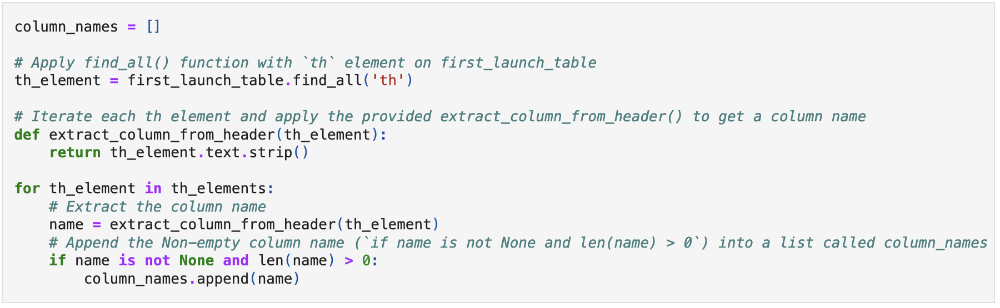 column_names = []
# Apply find_all() function with `th` element on first_launch_table
th_element = first_launch_table.find_all('th')
# Iterate each th element and apply the provided extract_column_from_header() to get a column name
def extract_column_from_header(th_element):
    return th_element.text.strip()
for th_element in th_elements:
    # Extract the column name
    name = extract_column_from_header(th_element)
    # Append the Non-empty column name (`if name is not None and len(name) > 0`) into a list called column_names
    if name is not None and len(name) > 0:
        column_names.append(name)